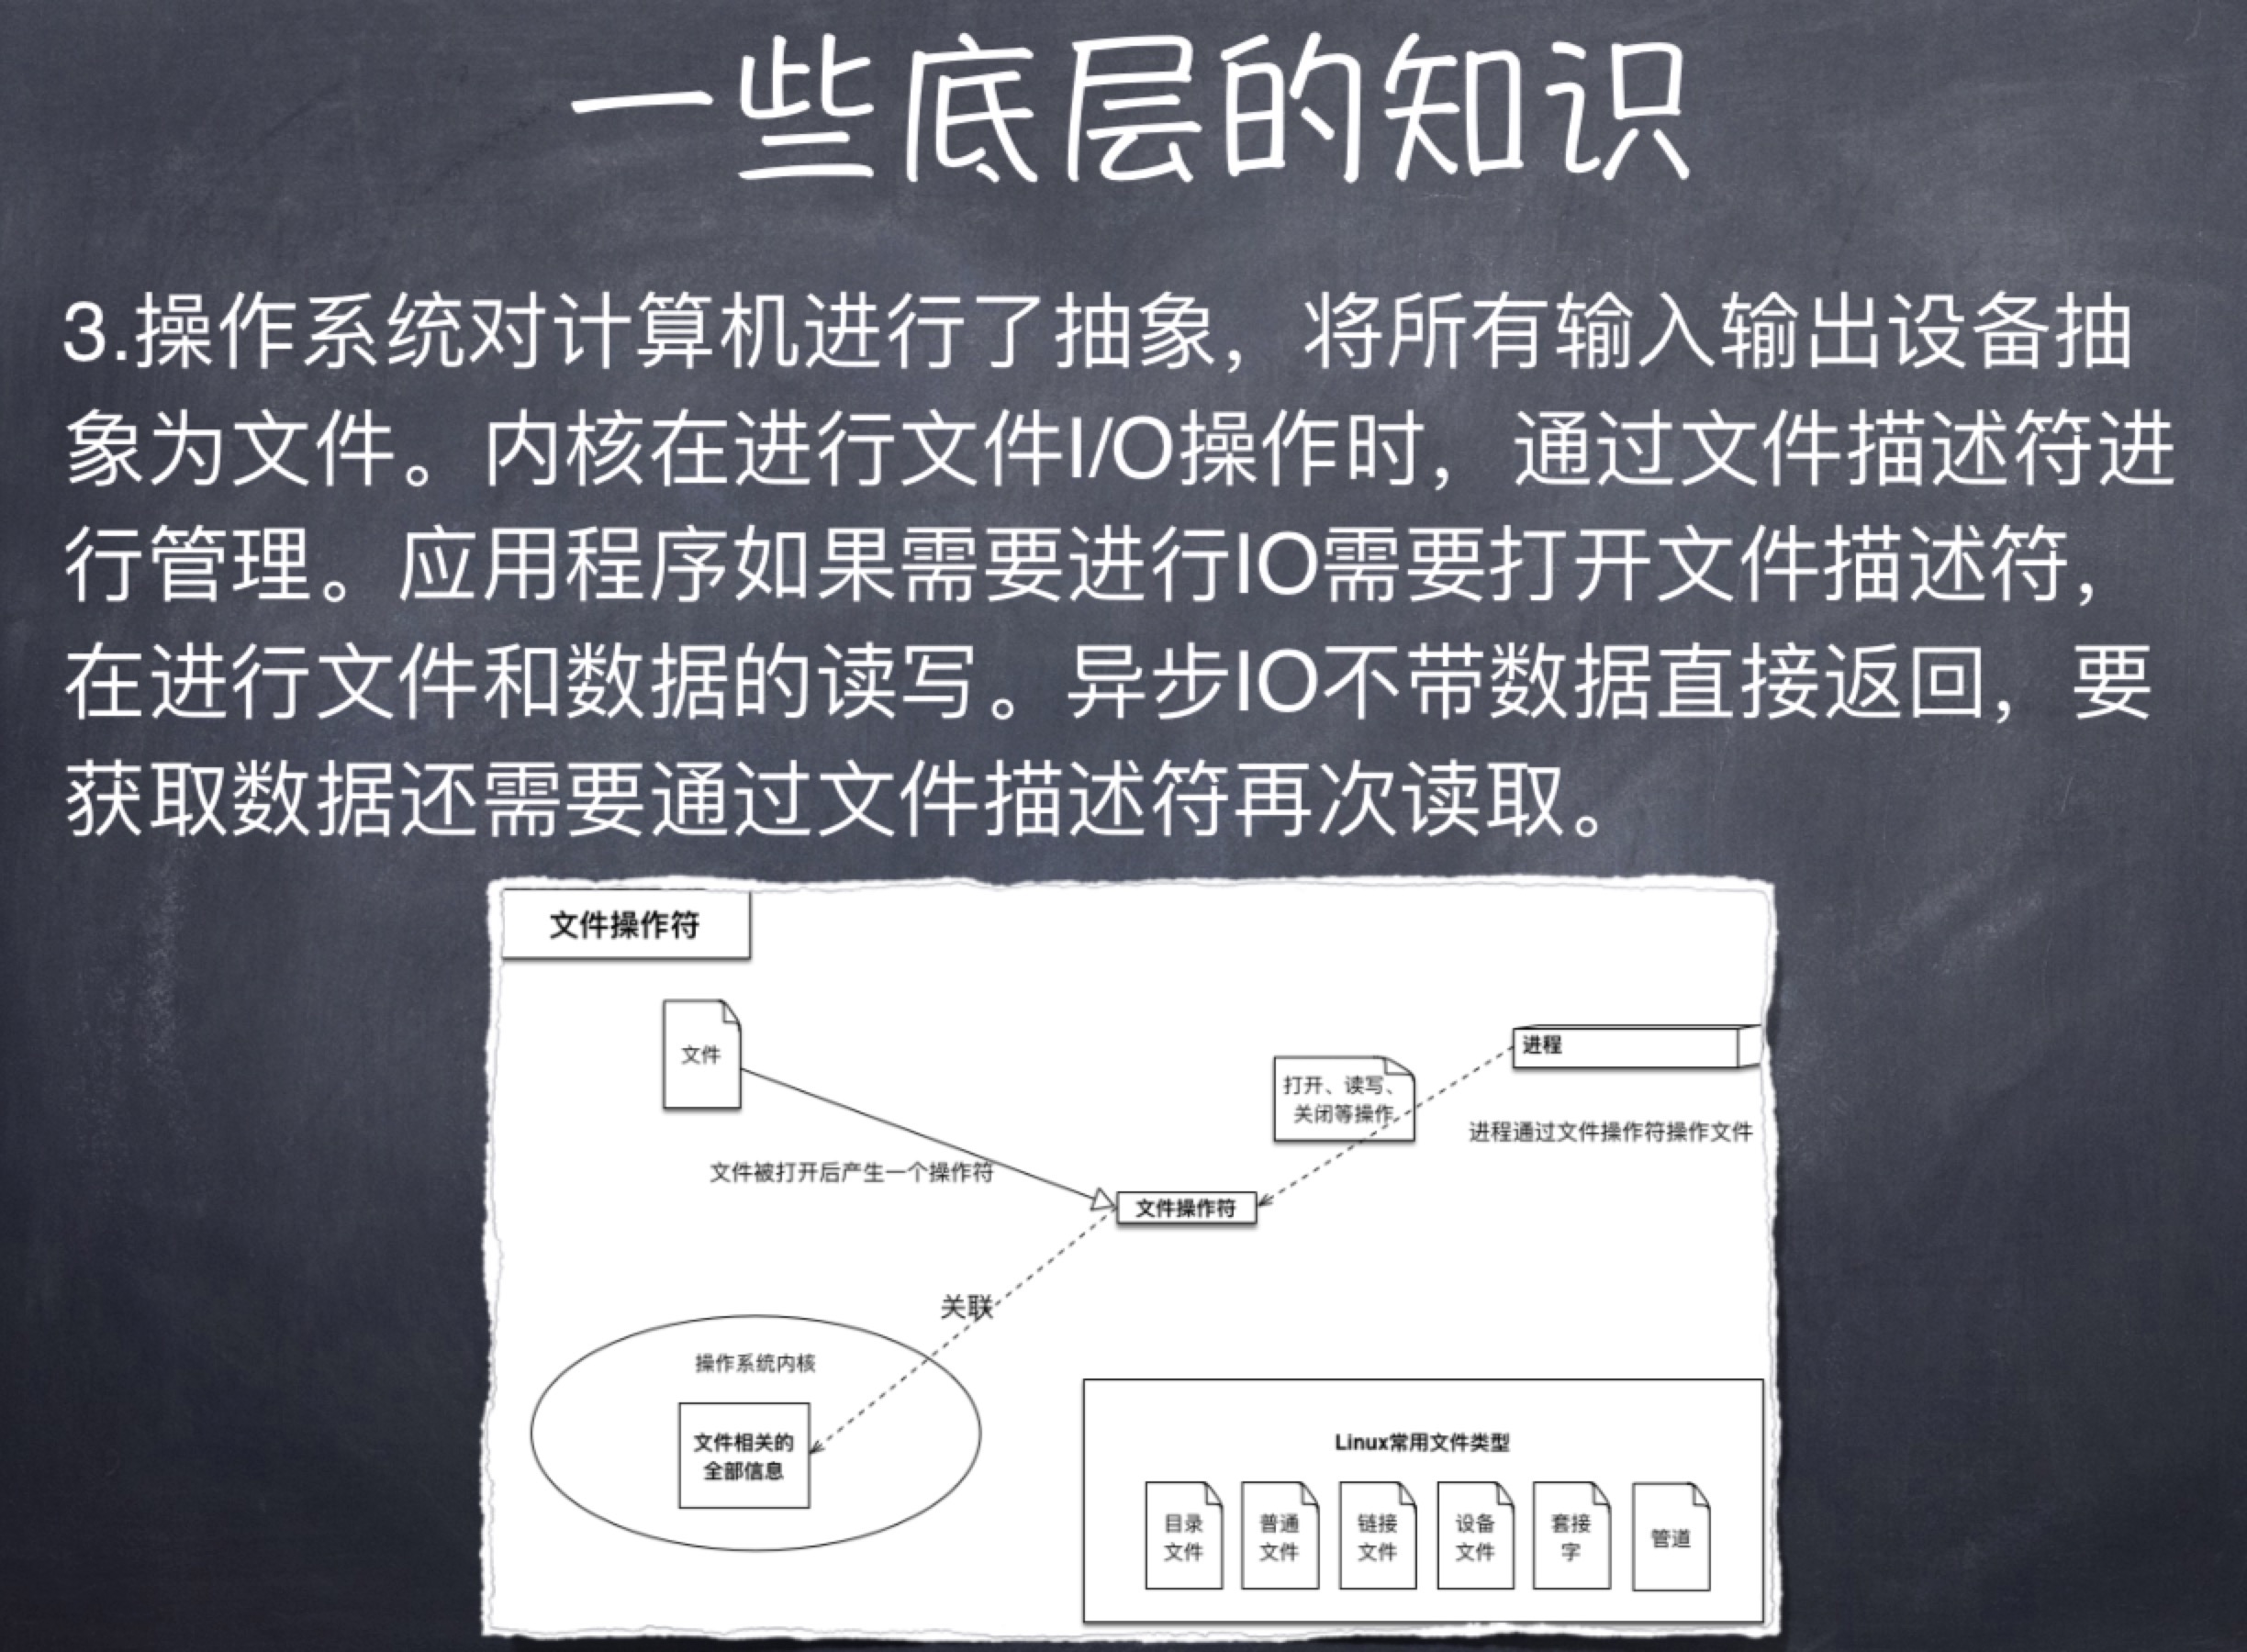 一些底层的知识
3.操作系统对计算机进行了抽象，将所有输入输出设备抽
象为文件。内核在进行文件I/O操作时，通过文件描述符进
行管理。应用程序如果需要进行IO需要打开文件描述符，
在进行文件和数据的读写。异步IO不带数据直接返回，要
获取数据还需要通过文件描述符再次读取。
文件操作符
文件
进程
打开、读写、
关闭等操作
进程通过文件操作符操作文件
文件被打开后产生一个操作符
文件操作符
关联
操作系统内核
文件相关的
全部信息
Linux常用文件类型
目录
文件
普通
文件
链接
文件
设备
文件
套接
字
管道